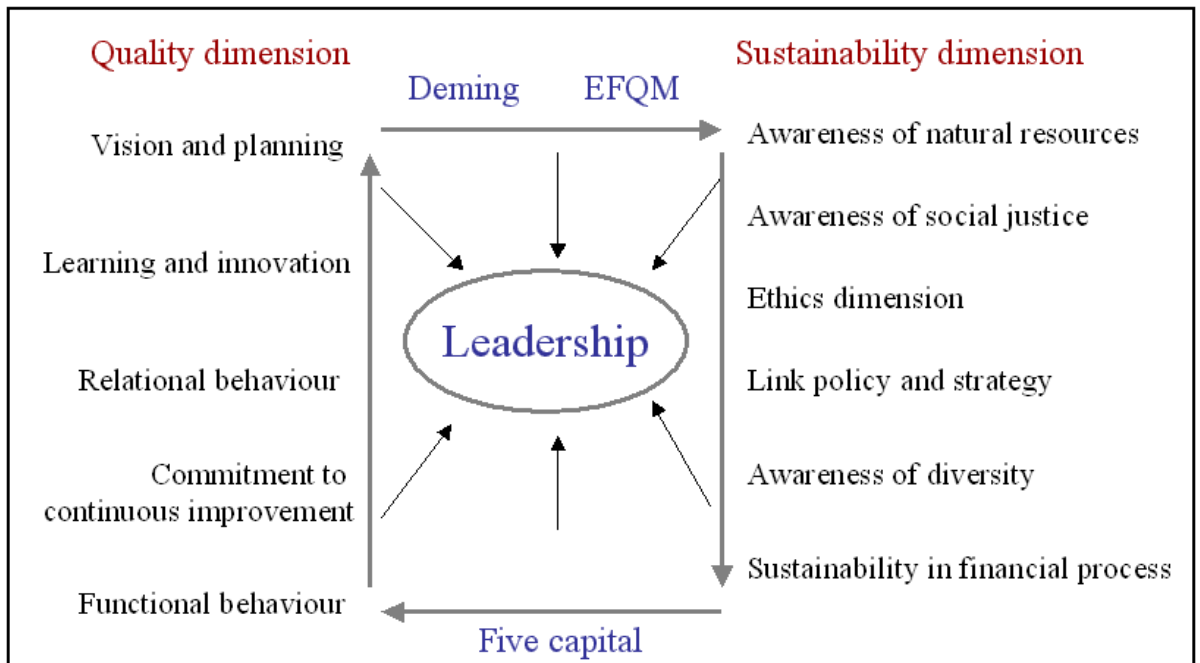 Quality dimension
Sustainability dimension
Deming
EFQM
Vision and planning
Learning and innovation
Relational behaviour
Commitment to
continuous improvement
Functional behaviour
Leadership
Awareness of natural resources
Awareness of social justice
Ethics dimension
Link policy and strategy
Awareness of diversity
Sustainability in financial process
Five capital